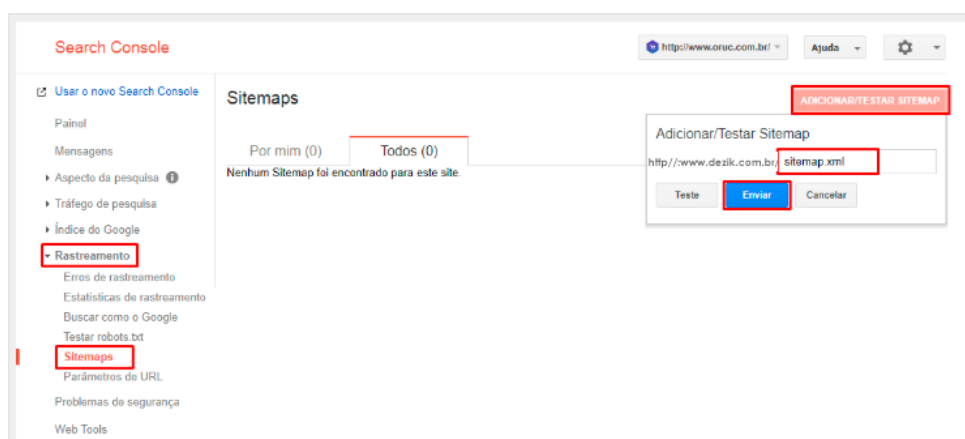 Search Console
http://www.oruc.com.br/
Ajuda
Usar o novo Search Console
Painel
Mensagens
Aspecto da pesquisa
Tráfego de pesquisa
Índice do Google
Rastreamento
Erros de rastreamento
Estatísticas de rastreamento
Buscar como o Google
Testar robots.txt
Sitemaps
Parâmetros de URL
Problemas de segurança
Web Tools
Sitemaps
ADICIONAR/TESTAR SITEMAP
Por mim (0) Todos (0)
Nenhum Sitemap foi encontrado para este site.
Adicionar/Testar Sitemap
http//:www.dezik.com.br/ sitemap.xml
Teste Enviar Cancelar